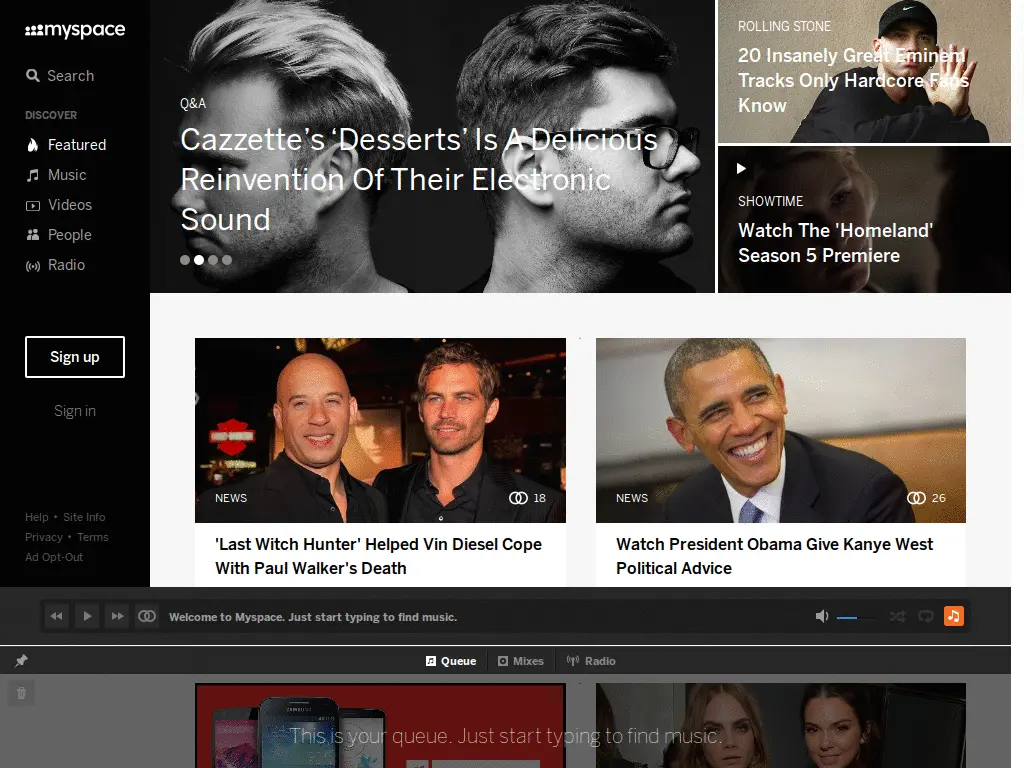 myspace
Search
DISCOVER
Featured
Music
Videos
People
Radio
Sign up
Sign in
Help • Site Info
Privacy • Terms
Ad Opt-Out
Q&A
Cazzette's 'Desserts' Is A Delicious
Reinvention Of Their Electronic
Sound
ROLLING STONE
20 Insanely Great Eminem
Tracks Only Hardcore Fans
Know
SHOWTIME
Watch The 'Homeland'
Season 5 Premiere
NEWS 18
'Last Witch Hunter' Helped Vin Diesel Cope
With Paul Walker's Death
NEWS 26
Watch President Obama Give Kanye West
Political Advice
Welcome to Myspace. Just start typing to find music.
Queue Mixes Radio
SAMSUNG
This is your queue. Just start typing to find music.